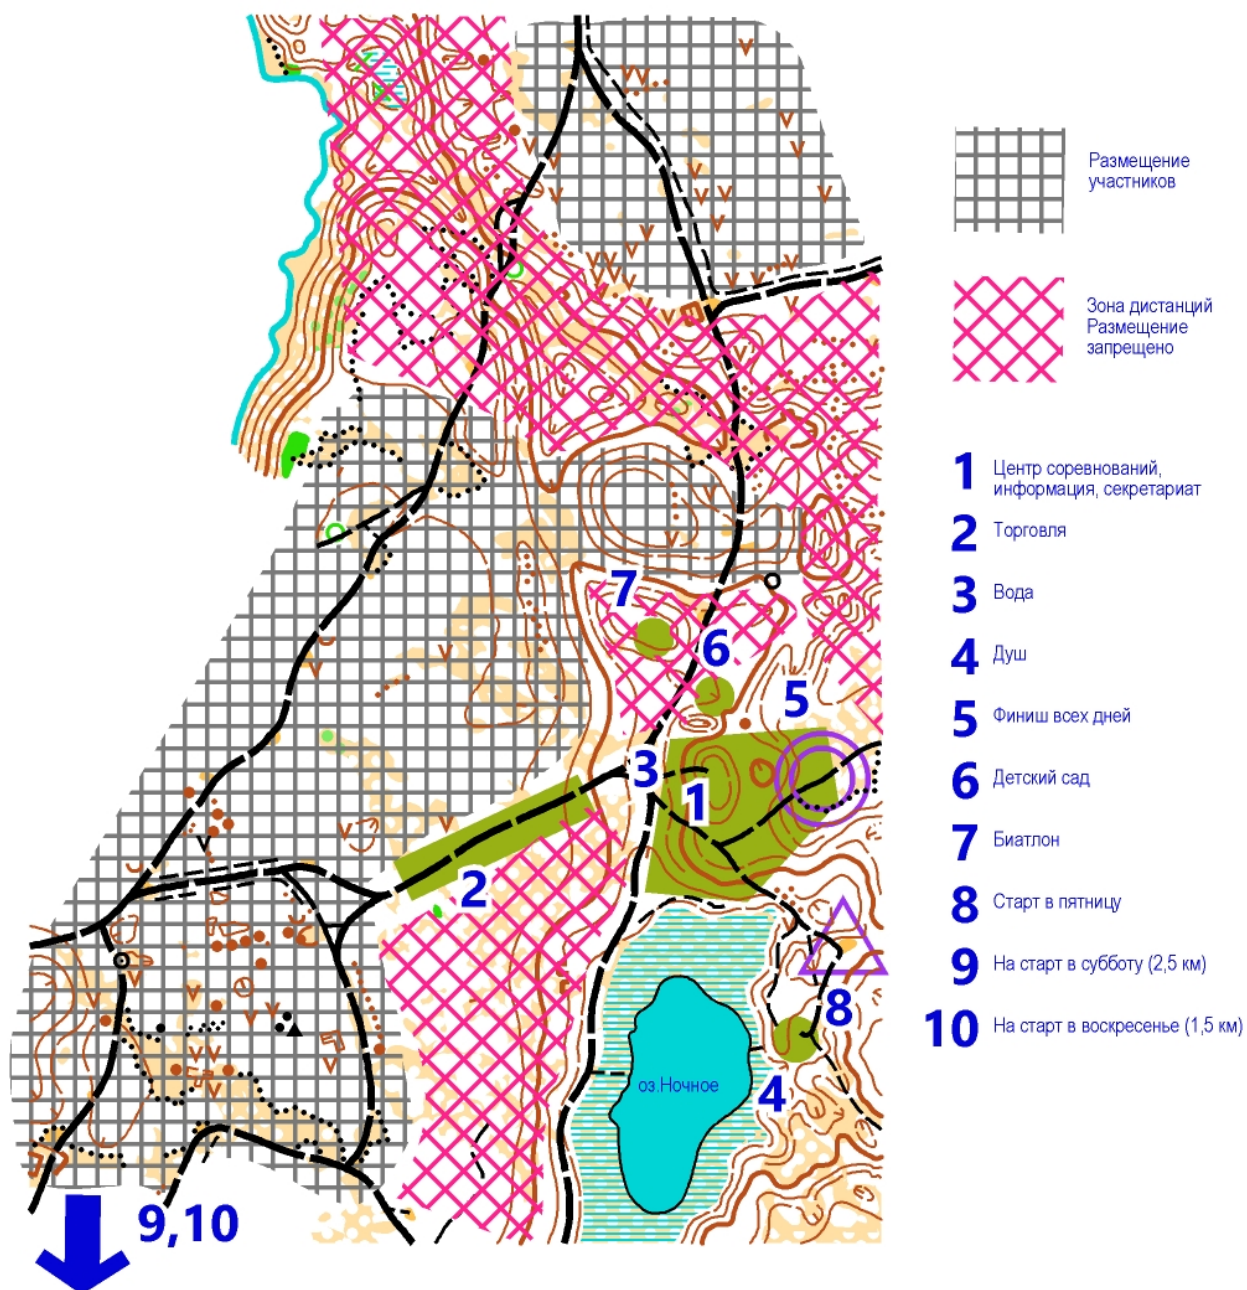 Размещение
участников
Зона дистанций
Размещение
запрещено
1 Центр соревнований,
информация, секретариат
2 Торговля
3 Вода
4 Душ
5 Финиш всех дней
6 Детский сад
7 Биатлон
8 Старт в пятницу
9 На старт в субботу (2,5 км)
10 На старт в воскресенье (1,5 км)
7
6
5
3
1
2
8
оз.Ночное
4
9,10